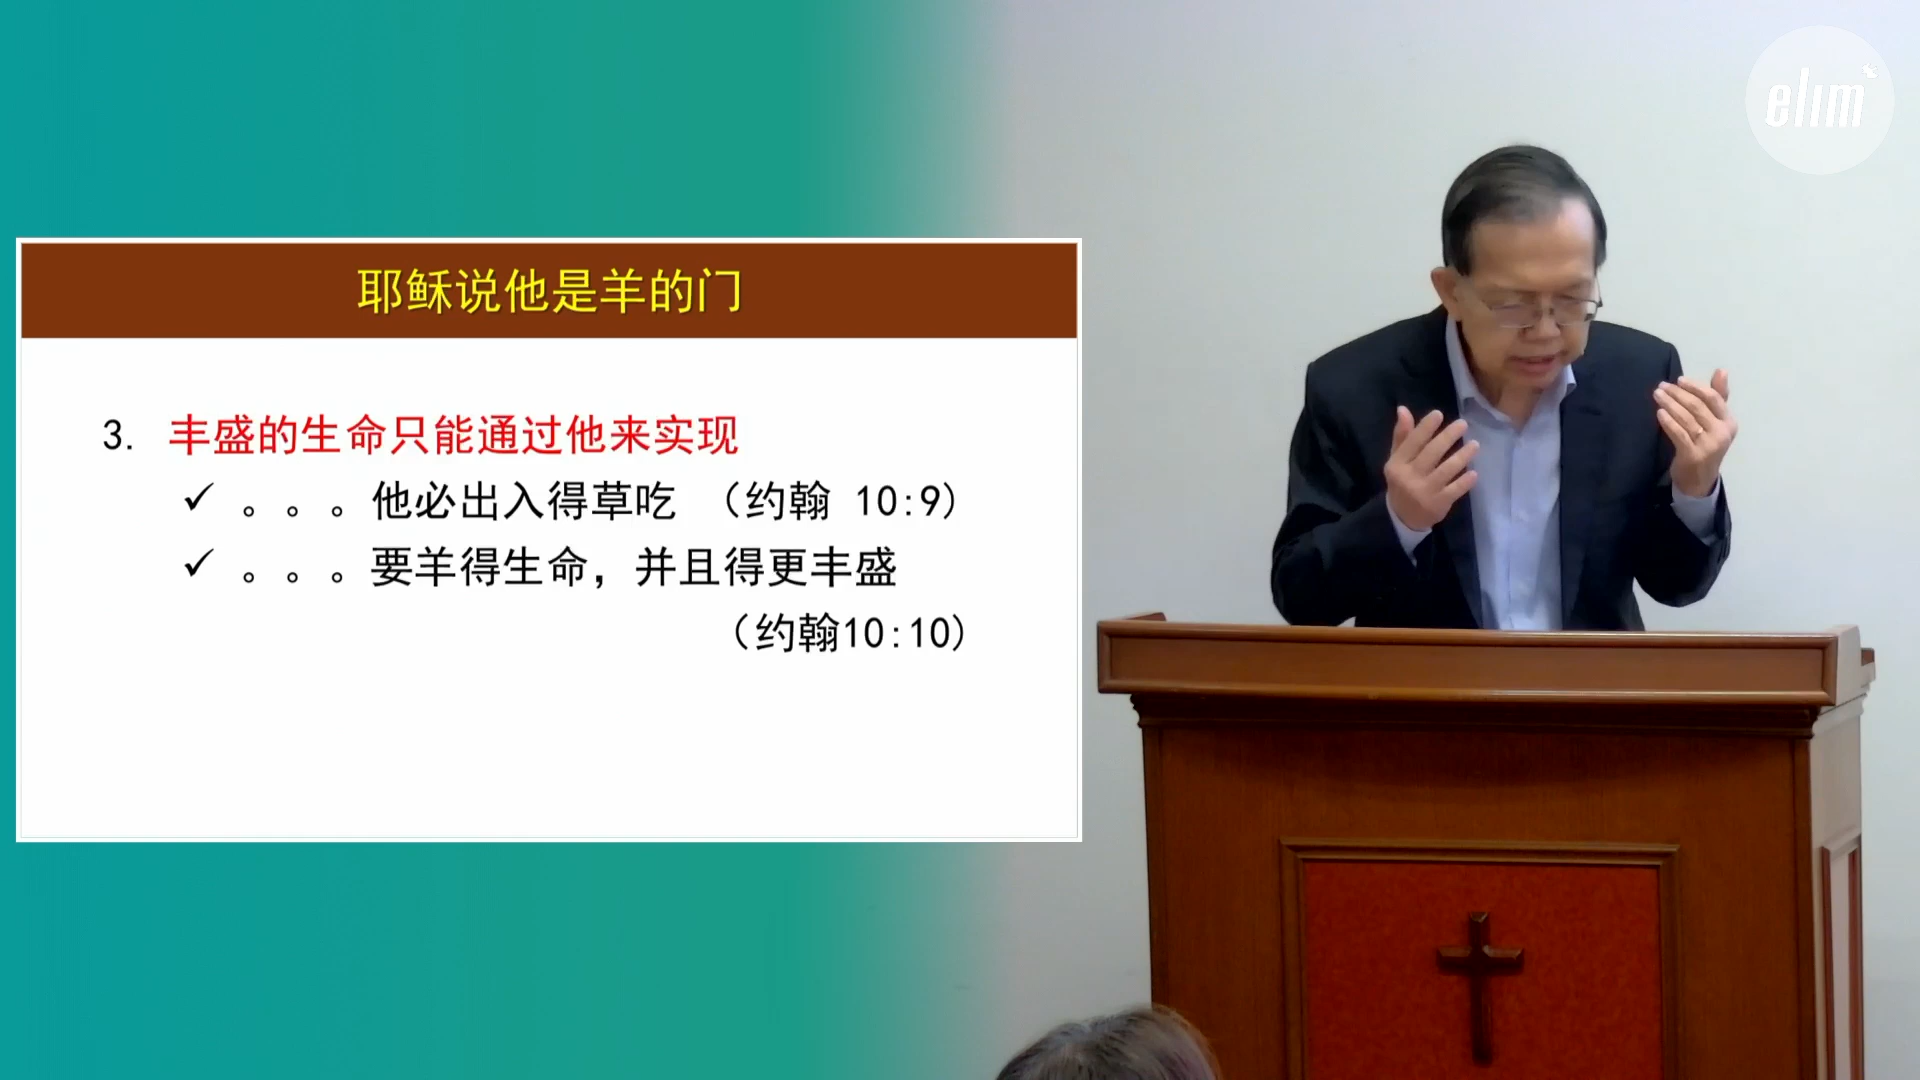 elim
耶稣说他是羊的门
3. 丰盛的生命只能通过他来实现
✓ 。。。他必出入得草吃 （约翰 10:9）
✓ 。。。要羊得生命，并且得更丰盛
（约翰10:10）